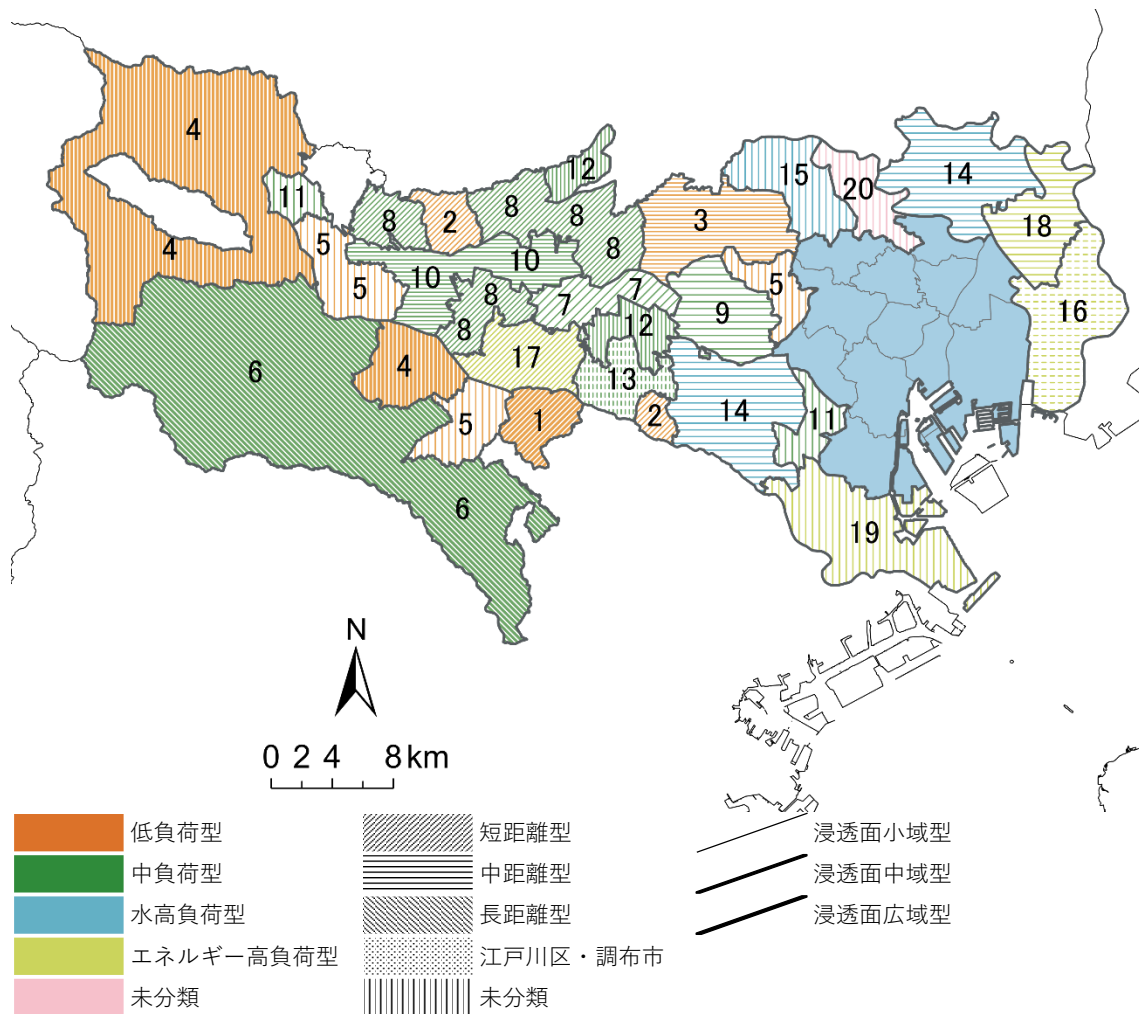 4
12
15
20
14
11
8
2
8
8
3
18
5
4
8
10
10
5
8
7
7
5
16
12
9
8
17
6
4
13
14
11
5
1
2
6
19
N
0 2 4 8km
低負荷型
中負荷型
水高負荷型
エネルギー高負荷型
未分類
短距離型
中距離型
長距離型
江戸川区・調布市
未分類
浸透面小域型
浸透面中域型
浸透面広域型